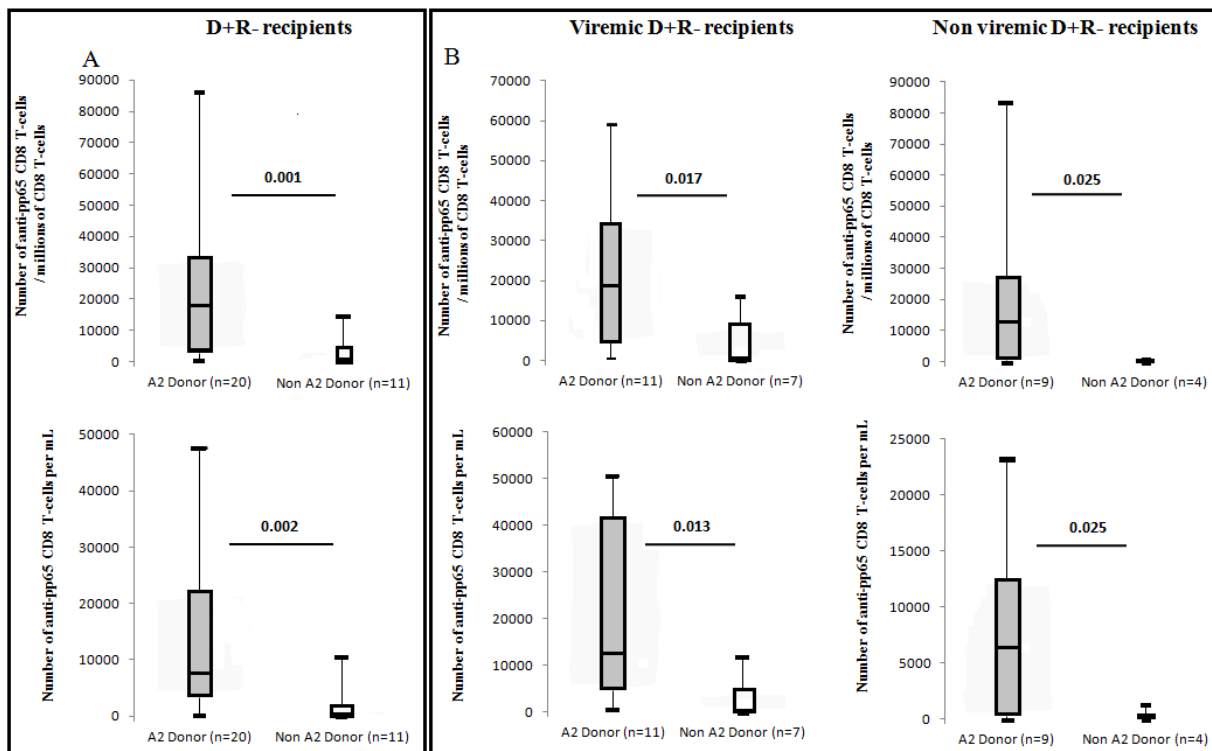 D+R- recipients
A
Number of anti-pp65 CD8 T-cells
/ millions of CD8 T-cells
90000
80000
70000
60000
50000
40000
30000
20000
10000
0
0.001
A2 Donor (n=20)
Non A2 Donor (n=11)
Number of anti-pp65 CD8 T-cells per mL
50000
40000
30000
20000
10000
0
0.002
A2 Donor (n=20)
Non A2 Donor (n=11)
B
Viremic D+R- recipients
Number of anti-pp65 CD8 T-cells
/ millions of CD8 T-cells
70000
60000
50000
40000
30000
20000
10000
0
0.017
A2 Donor (n=11)
Non A2 Donor (n=7)
Number of anti-pp65 CD8 T-cells per mL
60000
50000
40000
30000
20000
10000
0
0.013
A2 Donor (n=11)
Non A2 Donor (n=7)
Non viremic D+R- recipients
Number of anti-pp65 CD8 T-cells
/ millions of CD8 T-cells
90000
80000
70000
60000
50000
40000
30000
20000
10000
0
0.025
A2 Donor (n=9)
Non A2 Donor (n=4)
Number of anti-pp65 CD8 T-cells per mL
25000
20000
15000
10000
5000
0
0.025
A2 Donor (n=9)
Non A2 Donor (n=4)